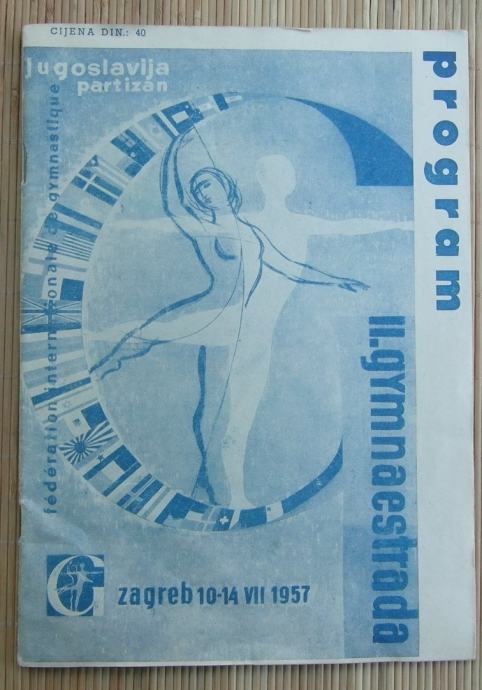 CIJENA DIN.: 40
Jugoslavija
partizan
fédération internationale de gymnastique
program
II. gymnaestrada
zagreb 10-14 VII 1957